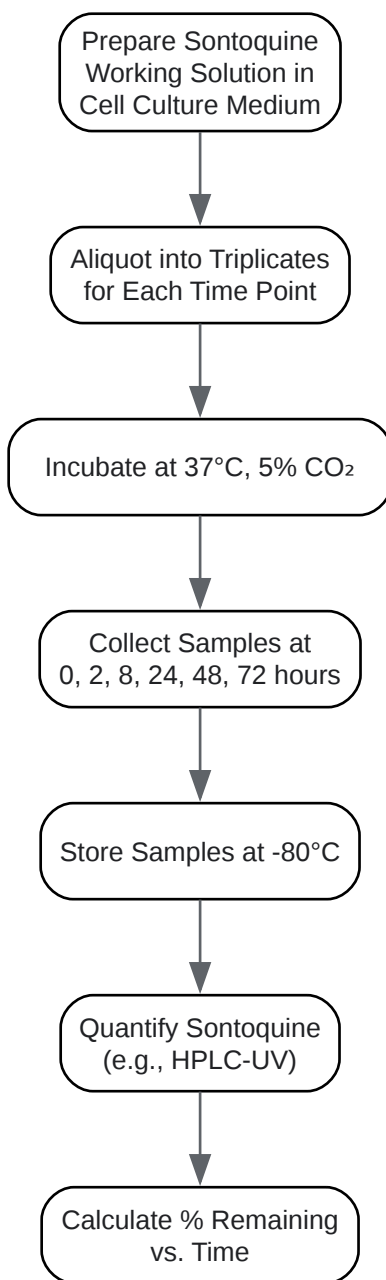 Prepare Sontoquine
Working Solution in
Cell Culture Medium
Aliquot into Triplicates
for Each Time Point
Incubate at 37°C, 5% CO₂
Collect Samples at
0, 2, 8, 24, 48, 72 hours
Store Samples at -80°C
Quantify Sontoquine
(e.g., HPLC-UV)
Calculate % Remaining
vs. Time